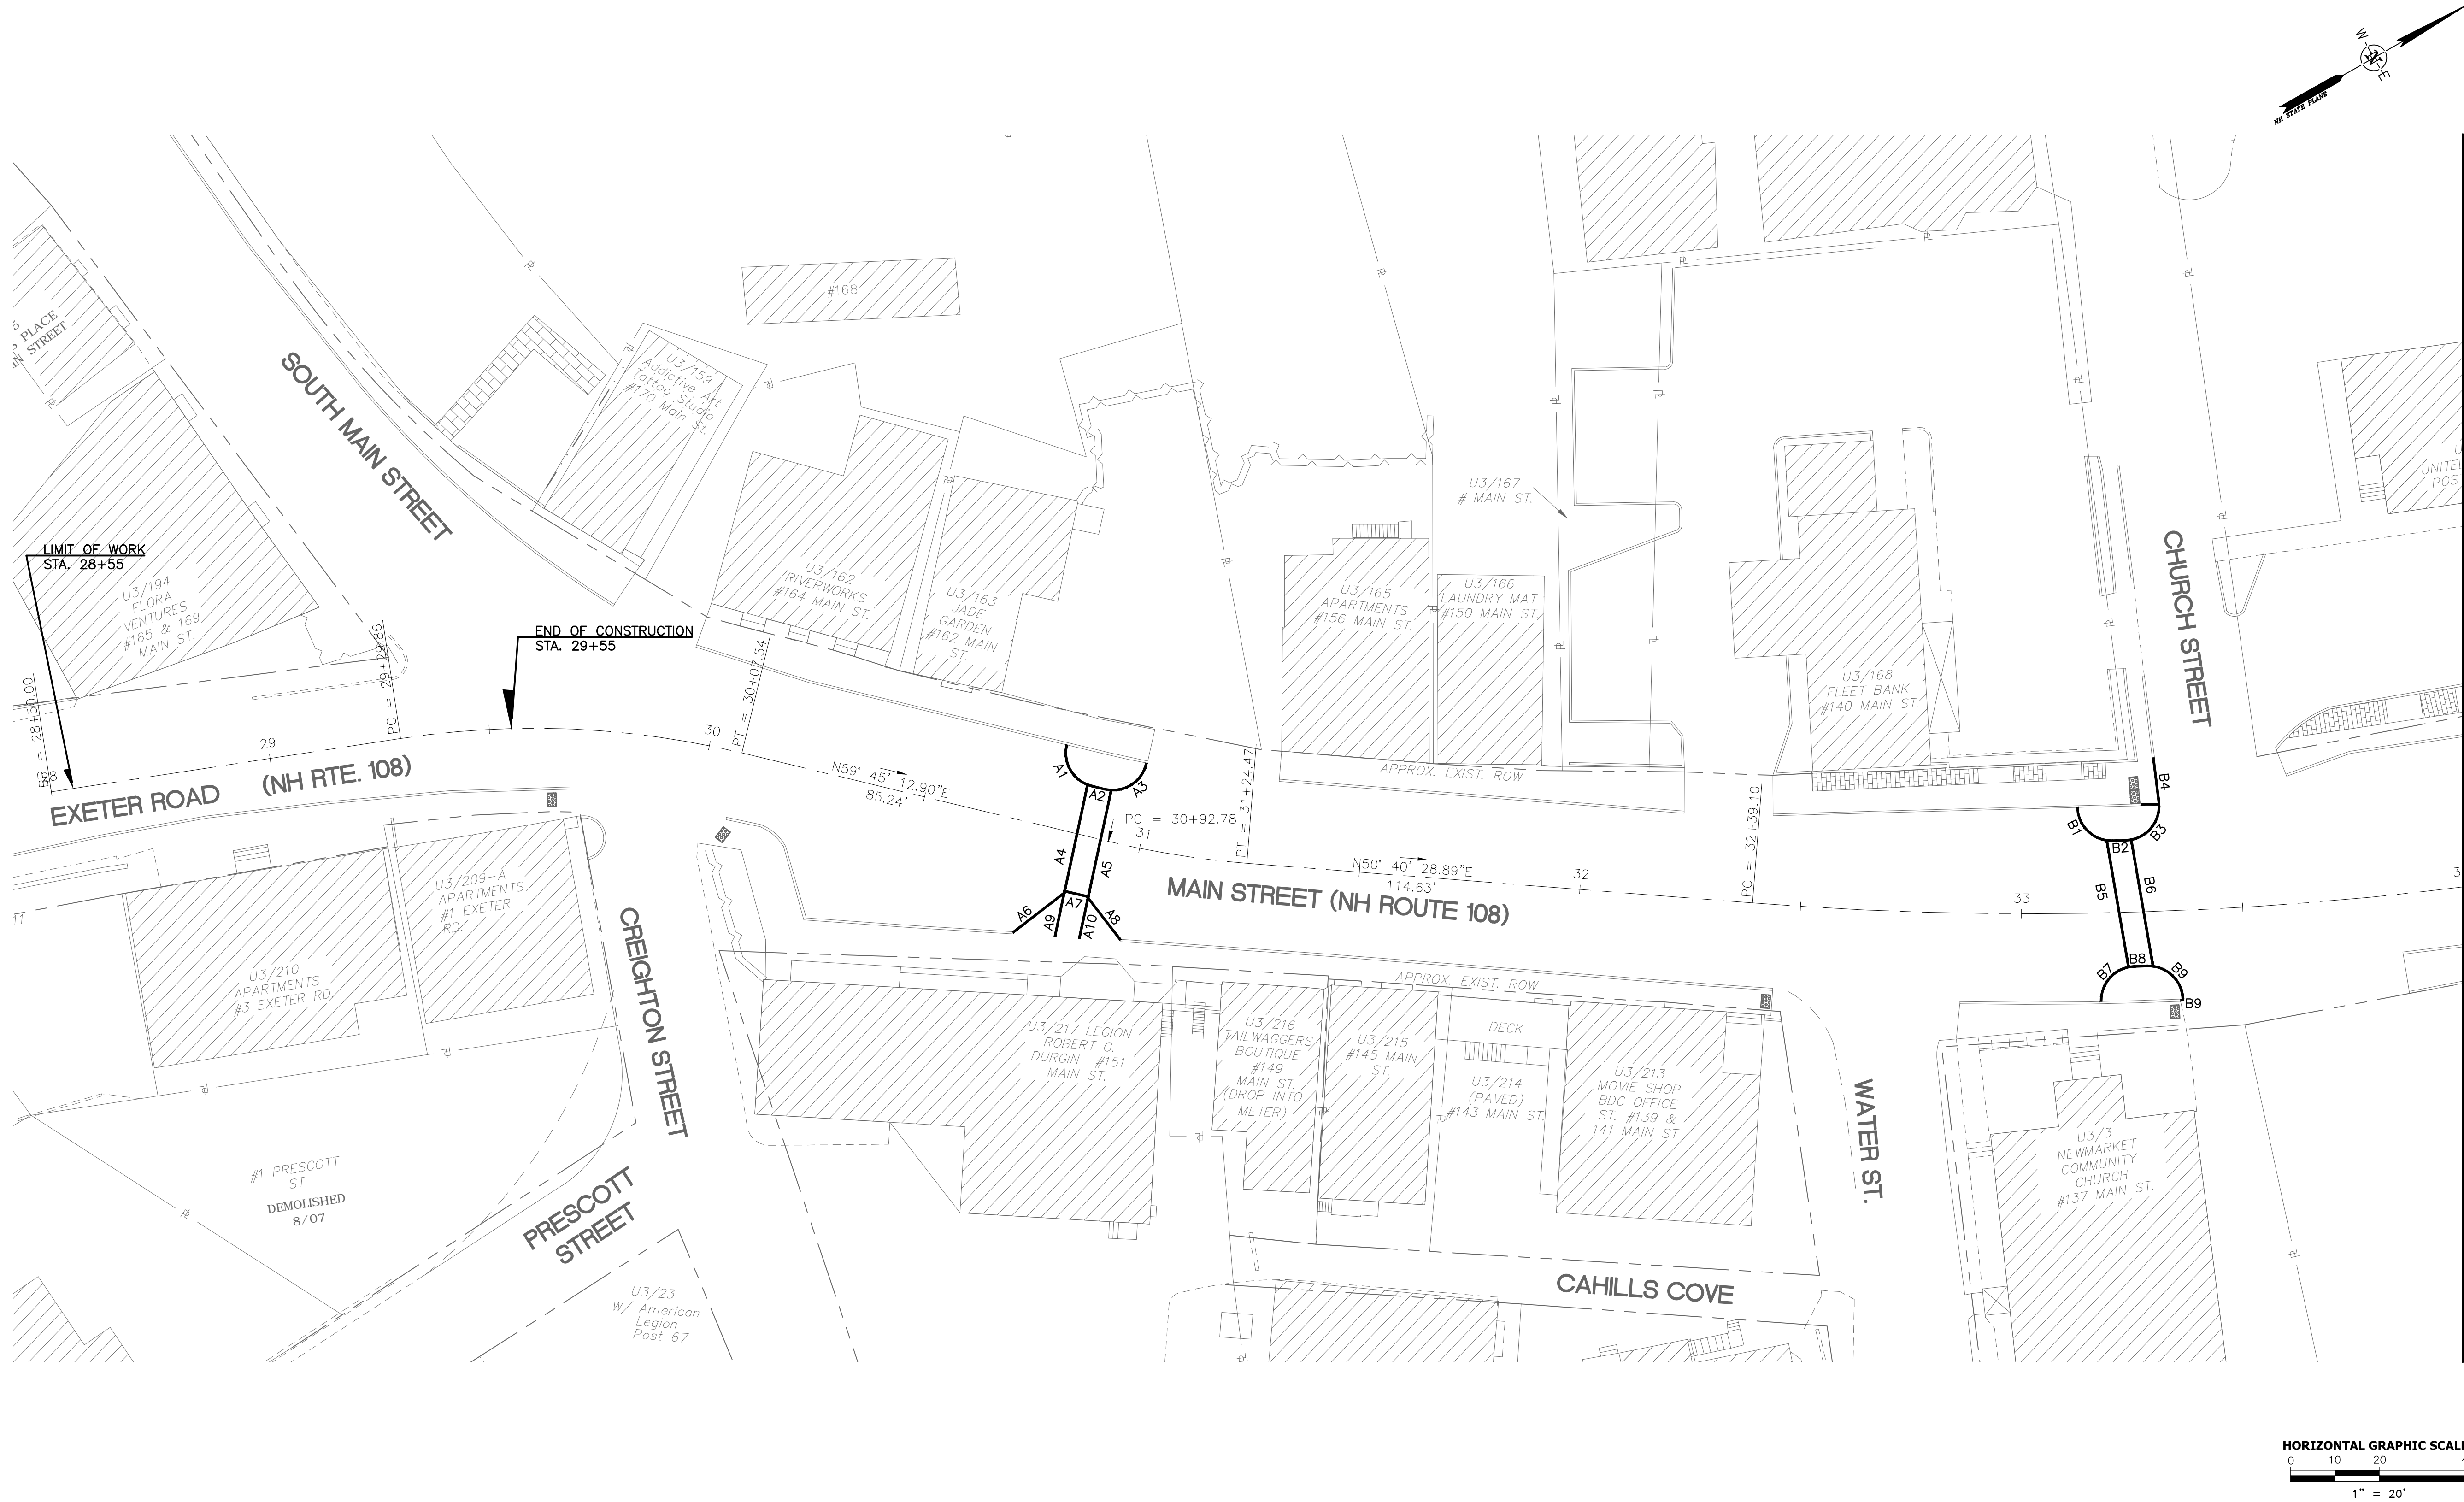 W
N
E
NH STATE PLANE
#168
PLACE
STREET
SOUTH MAIN STREET
U3/159
Addictive Art
Tattoo Studio
#170 Main St.
LIMIT OF WORK
STA. 28+55
U3/194
FLORA
VENTURES
#165 & 169
MAIN ST.
END OF CONSTRUCTION
STA. 29+55
U3/162
RIVERWORKS
#164 MAIN ST.
U3/163
JADE
GARDEN
#162 MAIN
ST.
U3/165
APARTMENTS
#156 MAIN ST.
U3/166
LAUNDRY MAT
#150 MAIN ST.
U3/167
# MAIN ST.
U3/168
FLEET BANK
#140 MAIN ST.
CHURCH STREET
UNITED
POS
BP = 28+50.00
PC = 29+29.86
PT = 30+07.54
29
30
N59° 45' 12.90"E
85.24'
PC = 30+92.78
31
PT = 31+24.47
N50° 40' 28.89"E
114.63'
32
PC = 32+39.10
33
3
APPROX. EXIST. ROW
EXETER ROAD
(NH RTE. 108)
MAIN STREET (NH ROUTE 108)
A1
A2
A3
A4
A5
A6
A7
A8
A9
A10
B1
B2
B3
B4
B5
B6
B7
B8
B9
B9
APPROX. EXIST. ROW
11
U3/209-A
APARTMENTS
#1 EXETER
RD.
U3/210
APARTMENTS
#3 EXETER RD.
CREIGHTON STREET
U3/217 LEGION
ROBERT G.
DURGIN #151
MAIN ST.
U3/216
TAILWAGGERS
BOUTIQUE
#149
MAIN ST.
(DROP INTO
METER)
U3/215
#145 MAIN
ST.
DECK
U3/214
(PAVED)
#143 MAIN ST.
U3/213
MOVIE SHOP
BDC OFFICE
ST. #139 &
141 MAIN ST
WATER ST.
U3/3
NEWMARKET
COMMUNITY
CHURCH
#137 MAIN ST.
#1 PRESCOTT
ST
DEMOLISHED
8/07
PRESCOTT
STREET
U3/23
W/ American
Legion
Post 67
CAHILLS COVE
HORIZONTAL GRAPHIC SCAL
0 10 20
1" = 20'